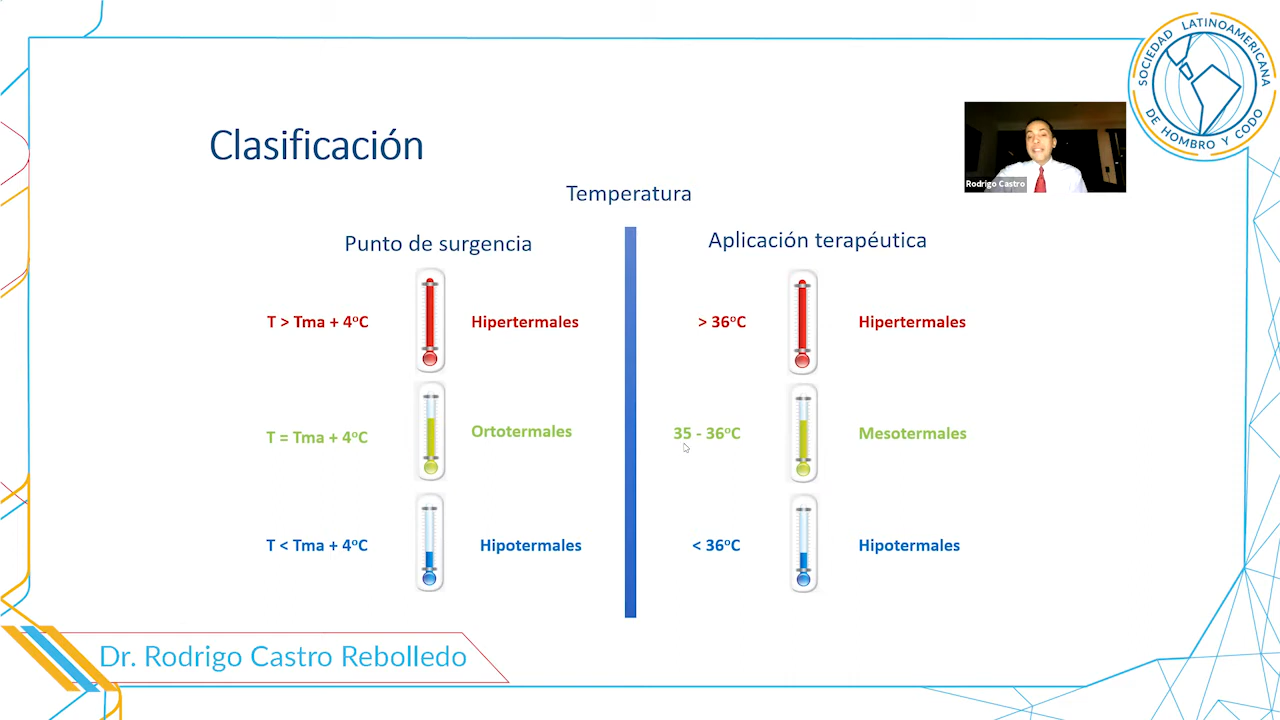 SOCIEDAD LATINOAMERICANA
DE HOMBRO Y CODO
Clasificación
Rodrigo Castro
Temperatura
Punto de surgencia
Aplicación terapéutica
T > Tma + 4ºC
Hipertermales
> 36ºC
Hipertermales
T = Tma + 4ºC
Ortotermales
35 - 36ºC
Mesotermales
T < Tma + 4ºC
Hipotermales
< 36ºC
Hipotermales
Dr. Rodrigo Castro Rebolledo